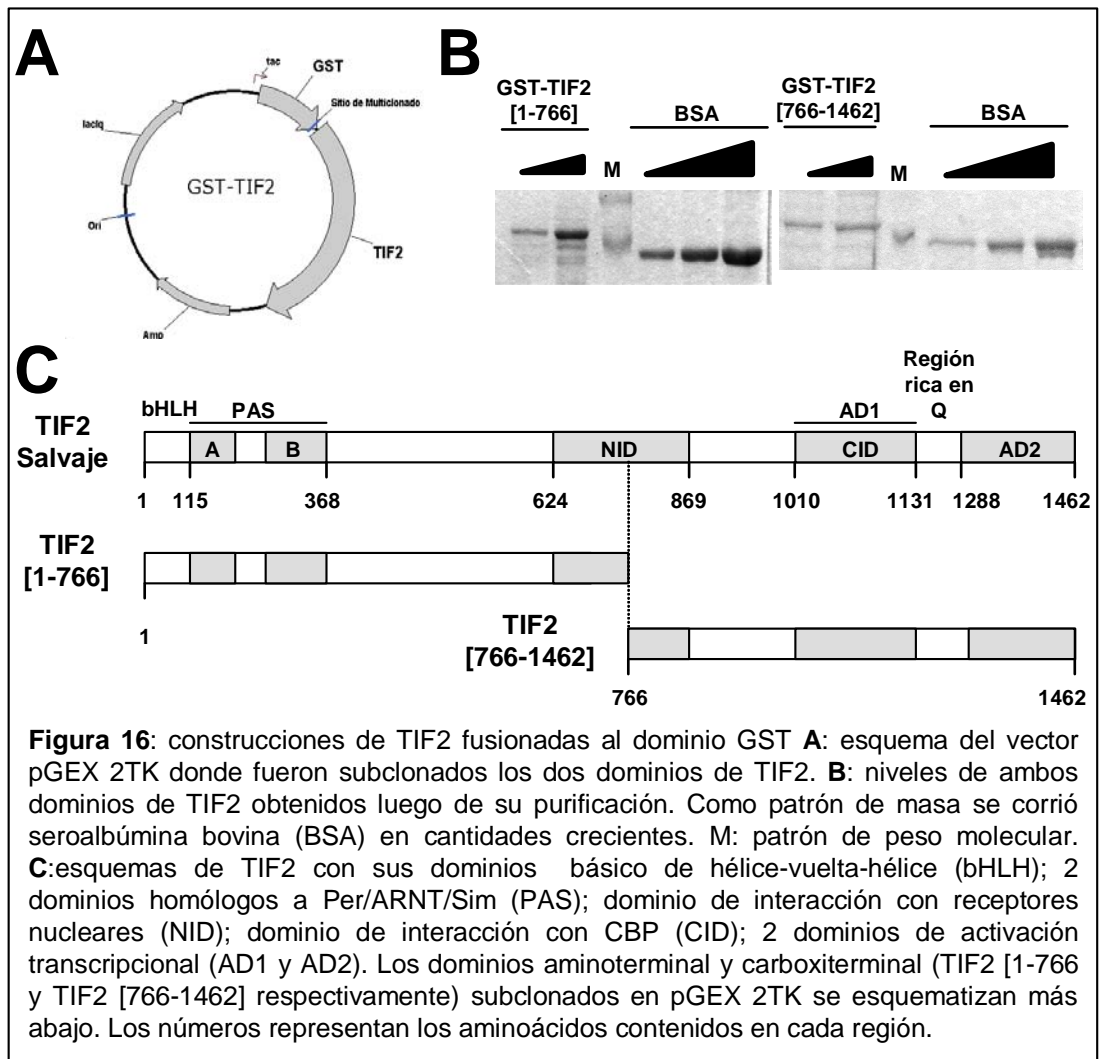 A
tac
GST
Sitio de Multiclonado
lacIq
GST-TIF2
Ori
TIF2
Amp
B
GST-TIF2
[1-766]
BSA
GST-TIF2
[766-1462]
BSA
M
M
C
Región
rica en
Q
bHLH
PAS
AD1
TIF2
Salvaje
A
B
NID
CID
AD2
1
115
368
624
869
1010
1131
1288
1462
TIF2
[1-766]
1
TIF2
[766-1462]
766
1462
Figura 16: construcciones de TIF2 fusionadas al dominio GST A: esquema del vector
pGEX 2TK donde fueron subclonados los dos dominios de TIF2. B: niveles de ambos
dominios de TIF2 obtenidos luego de su purificación. Como patrón de masa se corrió
seroalbúmina bovina (BSA) en cantidades crecientes. M: patrón de peso molecular.
C:esquemas de TIF2 con sus dominios básico de hélice-vuelta-hélice (bHLH); 2
dominios homólogos a Per/ARNT/Sim (PAS); dominio de interacción con receptores
nucleares (NID); dominio de interacción con CBP (CID); 2 dominios de activación
transcripcional (AD1 y AD2). Los dominios aminoterminal y carboxiterminal (TIF2 [1-766
y TIF2 [766-1462] respectivamente) subclonados en pGEX 2TK se esquematizan más
abajo. Los números representan los aminoácidos contenidos en cada región.